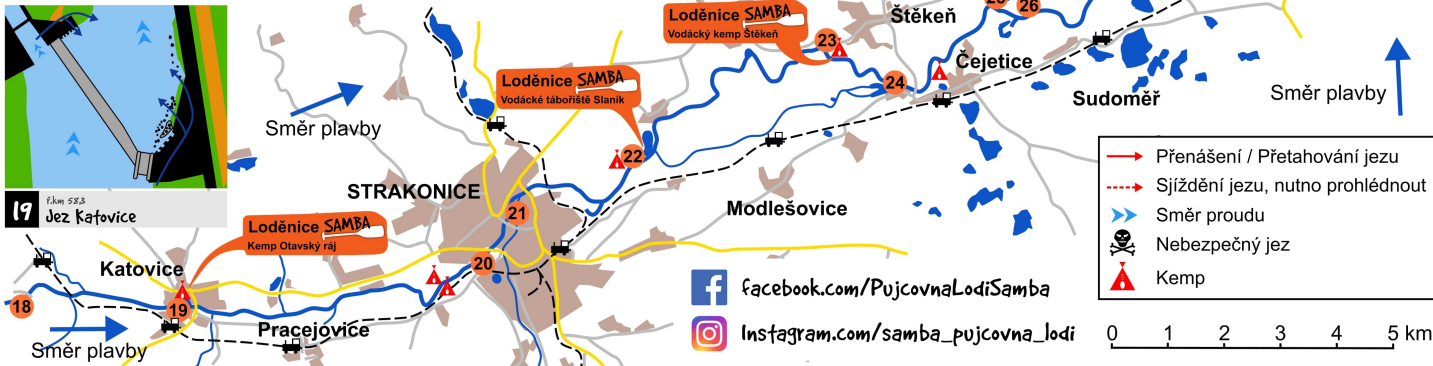 19
ř.km 58,3
Jez Katovice
Směr plavby
Loděnice SAMBA
Vodácký kemp Štěkeň
Štěkeň
25
26
23
24
Čejetice
Sudoměř
Směr plavby
Loděnice SAMBA
Vodácké tábořiště Slaník
22
STRAKONICE
21
Modlešovice
20
Loděnice SAMBA
Kemp Otavský ráj
Katovice
18
19
Pracejovice
Směr plavby
facebook.com/PujcovnaLodiSamba
Instagram.com/samba_pujcovna_lodi
Přenášení / Přetahování jezu
Sjíždění jezu, nutno prohlédnout
Směr proudu
Nebezpečný jez
Kemp
0 1 2 3 4 5 km